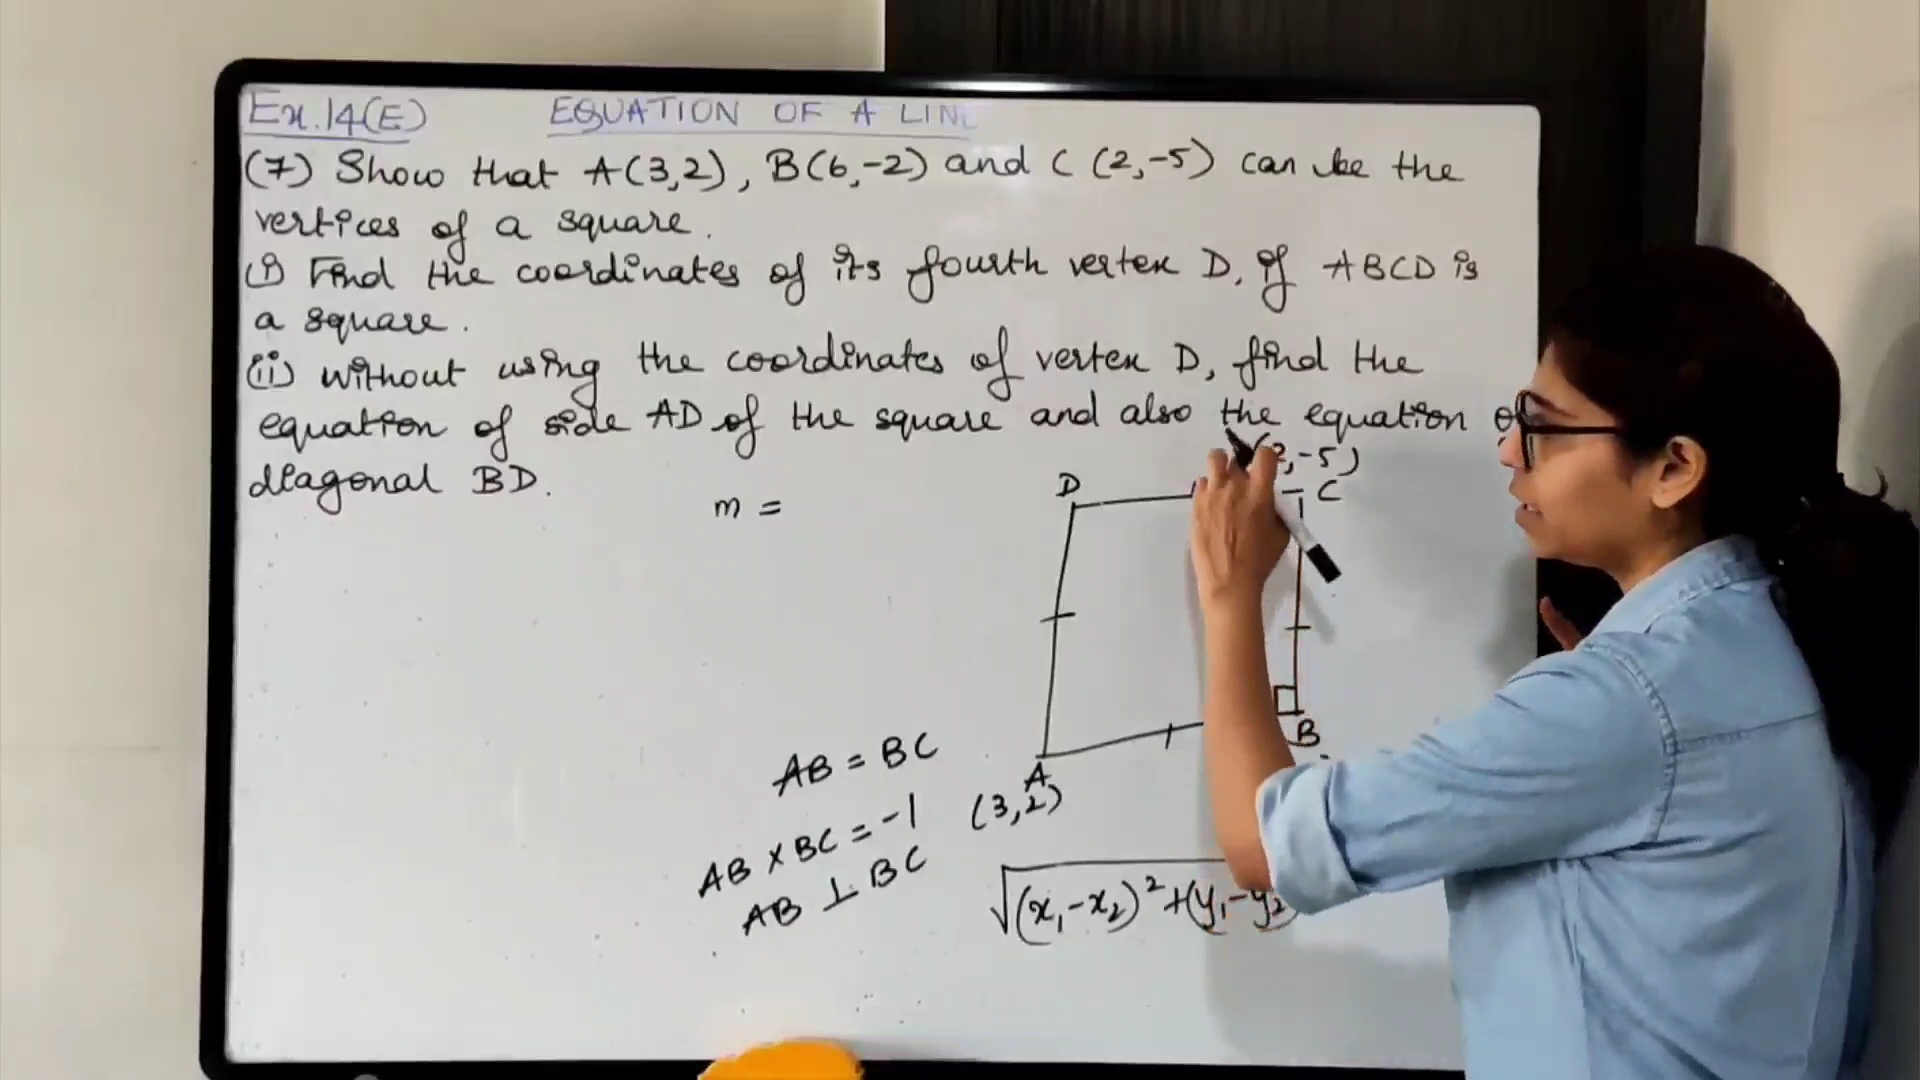 Ex.14(E) EQUATION OF A LINE
(7) Show that A(3,2), B(6,-2) and C (2,-5) can be the
vertices of a square.
(i) Find the coordinates of its fourth vertex D, if ABCD is
a square.
(ii) without using the coordinates of vertex D, find the
equation of side AD of the square and also the equation of
diagonal BD.
(2,-5)
D C
m =
B
AB = BC
A
(3,2)
AB × BC = -1
AB ⊥ BC
√(x₁-x₂)²+(y₁-y₂)